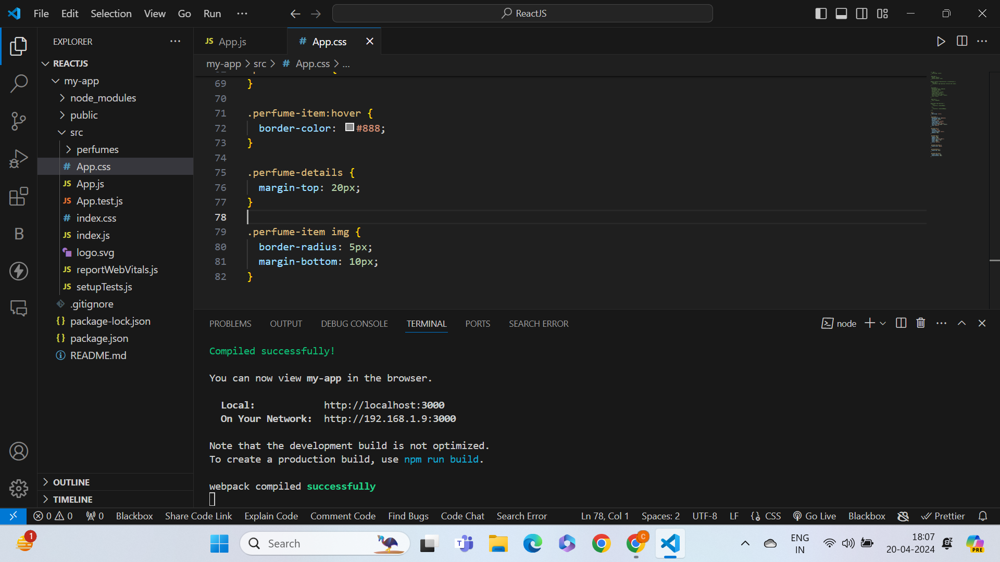 File Edit Selection View Go Run ···
ReactJS
EXPLORER
REACTJS
my-app
node_modules
public
src
perfumes
# App.css
JS App.js
JS App.test.js
# index.css
JS index.js
logo.svg
JS reportWebVitals.js
JS setupTests.js
.gitignore
{} package-lock.json
{} package.json
README.md
OUTLINE
TIMELINE
JS App.js
# App.css
my-app > src > # App.css > ...
69 }
70
71 .perfume-item:hover {
72 border-color: #888;
73 }
74
75 .perfume-details {
76 margin-top: 20px;
77 }
78
79 .perfume-item img {
80 border-radius: 5px;
81 margin-bottom: 10px;
82 }
PROBLEMS OUTPUT DEBUG CONSOLE TERMINAL PORTS SEARCH ERROR
node
Compiled successfully!
You can now view my-app in the browser.
Local: http://localhost:3000
On Your Network: http://192.168.1.9:3000
Note that the development build is not optimized.
To create a production build, use npm run build.
webpack compiled successfully
0 0 0 Blackbox Share Code Link Explain Code Comment Code Find Bugs Code Chat Search Error Ln 78, Col 1 Spaces: 2 UTF-8 LF {} CSS Go Live Blackbox Prettier
1
Search
T
C
ENG
IN
18:07
20-04-2024
PRE